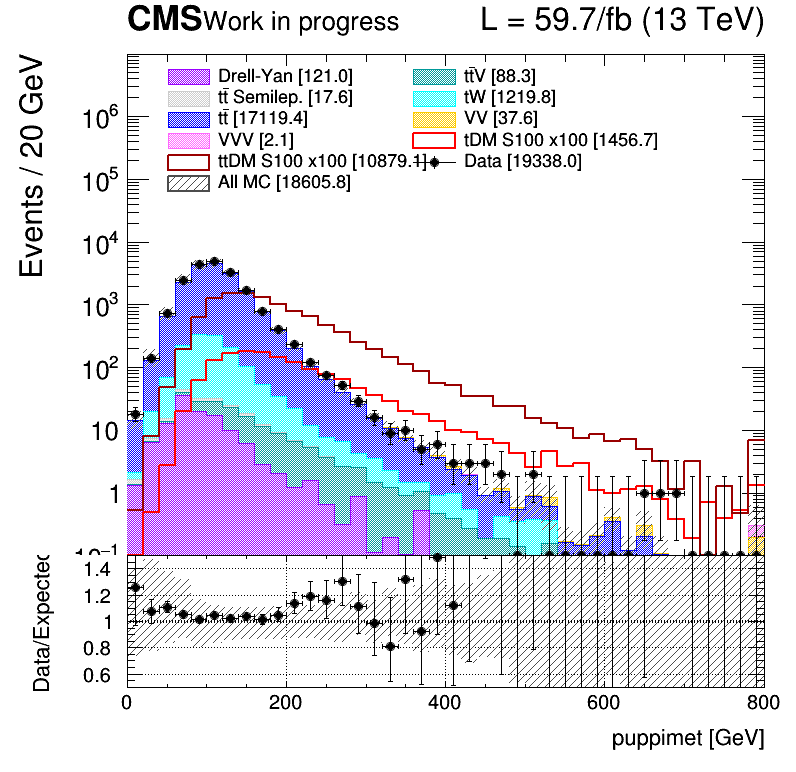 CMS Work in progress L = 59.7/fb (13 TeV)
Events / 20 GeV
Drell-Yan [121.0] tt̄V [88.3]
tt̄ Semilep. [17.6] tW [1219.8]
tt̄ [17119.4] VV [37.6]
VVV [2.1] tDM S100 x100 [1456.7]
ttDM S100 x100 [10879.1] Data [19338.0]
All MC [18605.8]
10⁶
10⁵
10⁴
10³
10²
10
1
10⁻¹
Data/Expected
1.4
1.2
1
0.8
0.6
0 200 400 600 800
puppimet [GeV]